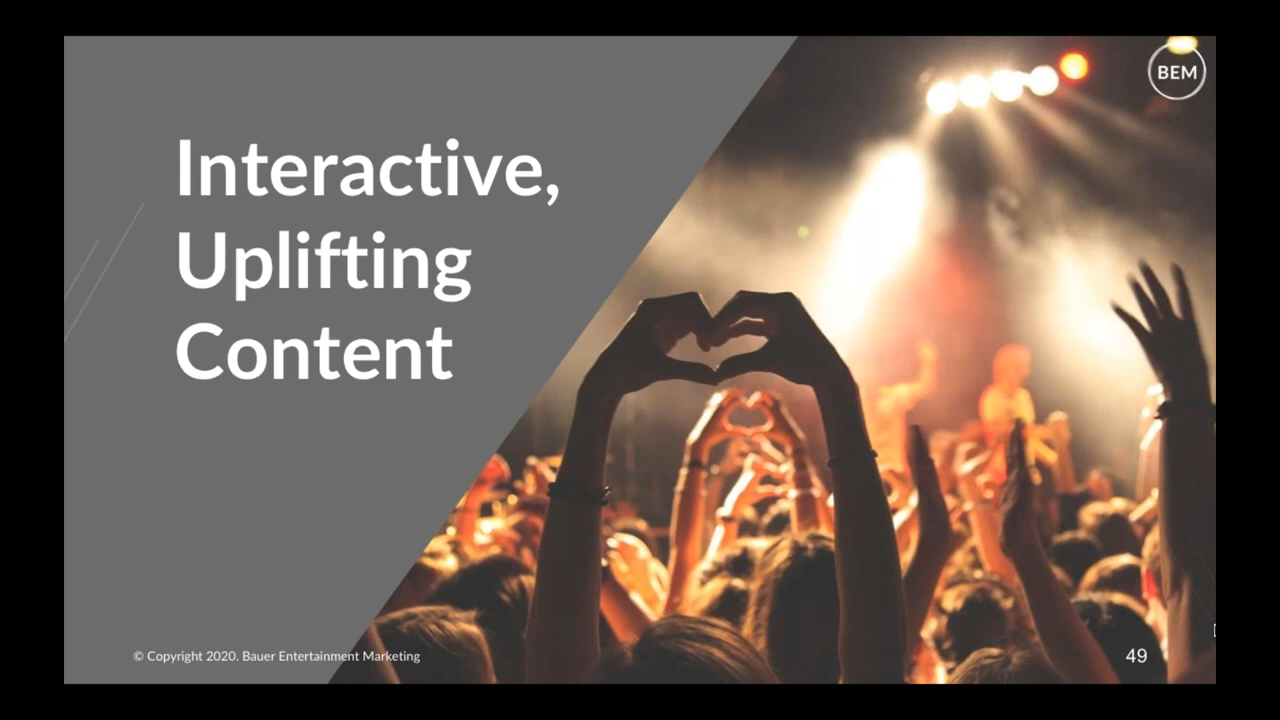 BEM
Interactive,
Uplifting
Content
© Copyright 2020. Bauer Entertainment Marketing
49